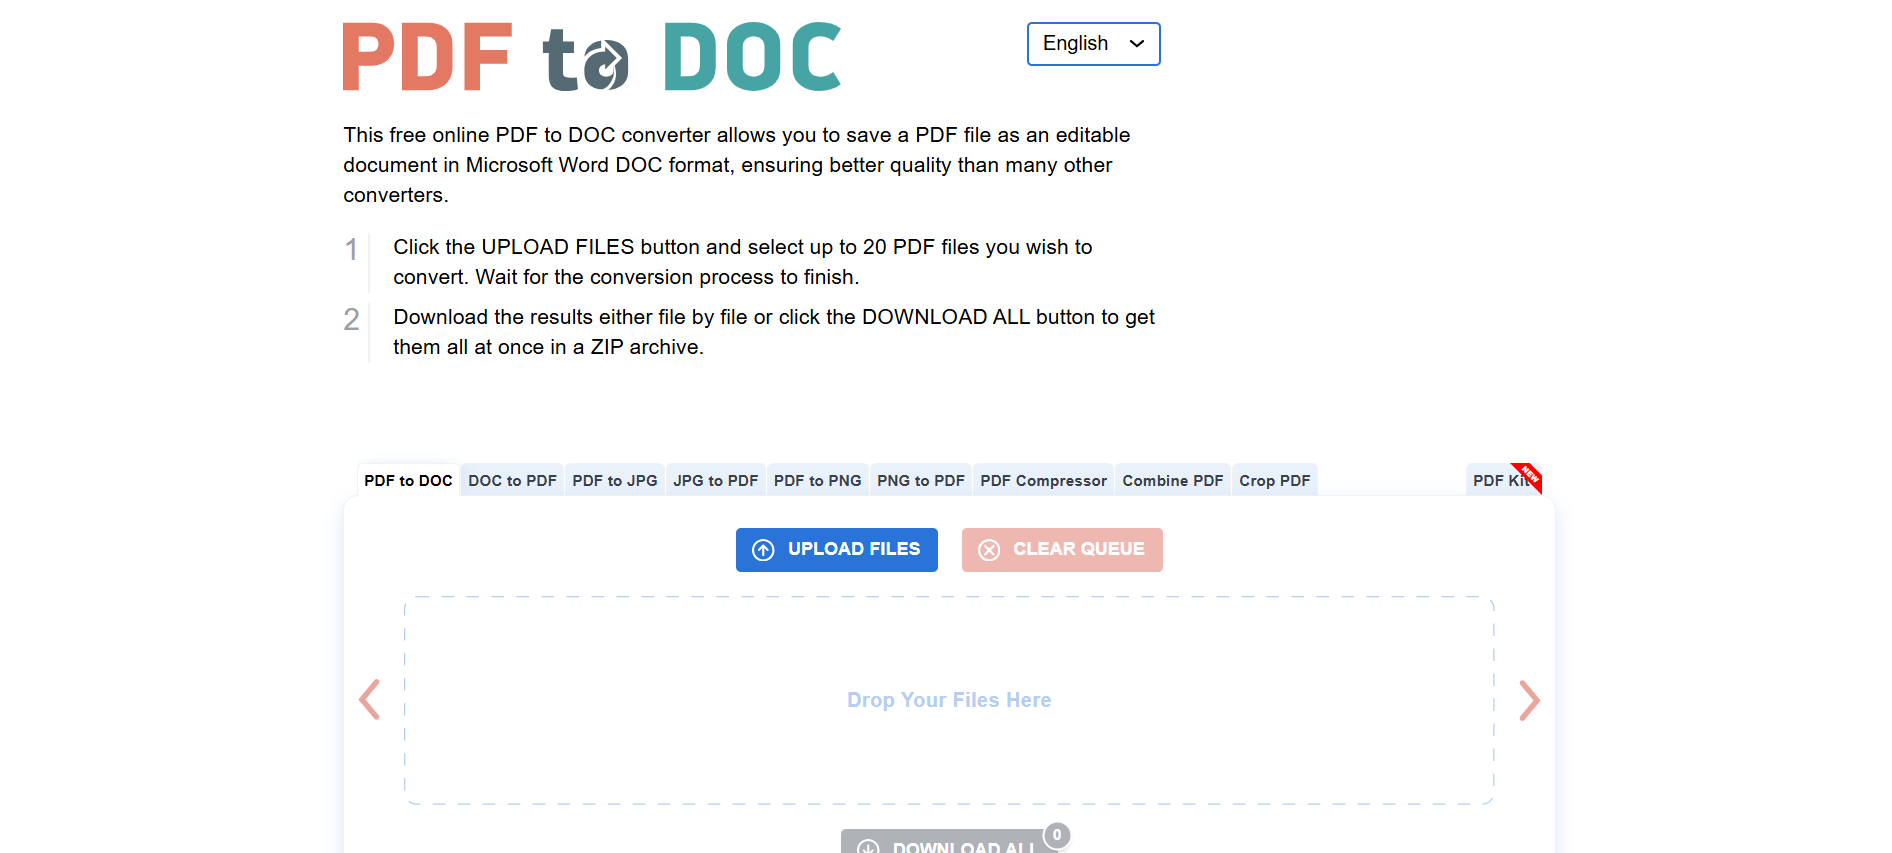 PDF to DOC
English
This free online PDF to DOC converter allows you to save a PDF file as an editable
document in Microsoft Word DOC format, ensuring better quality than many other
converters.
1 Click the UPLOAD FILES button and select up to 20 PDF files you wish to
convert. Wait for the conversion process to finish.
2 Download the results either file by file or click the DOWNLOAD ALL button to get
them all at once in a ZIP archive.
PDF to DOC DOC to PDF PDF to JPG JPG to PDF PDF to PNG PNG to PDF PDF Compressor Combine PDF Crop PDF PDF Kit NEW
UPLOAD FILES CLEAR QUEUE
Drop Your Files Here
DOWNLOAD ALL 0